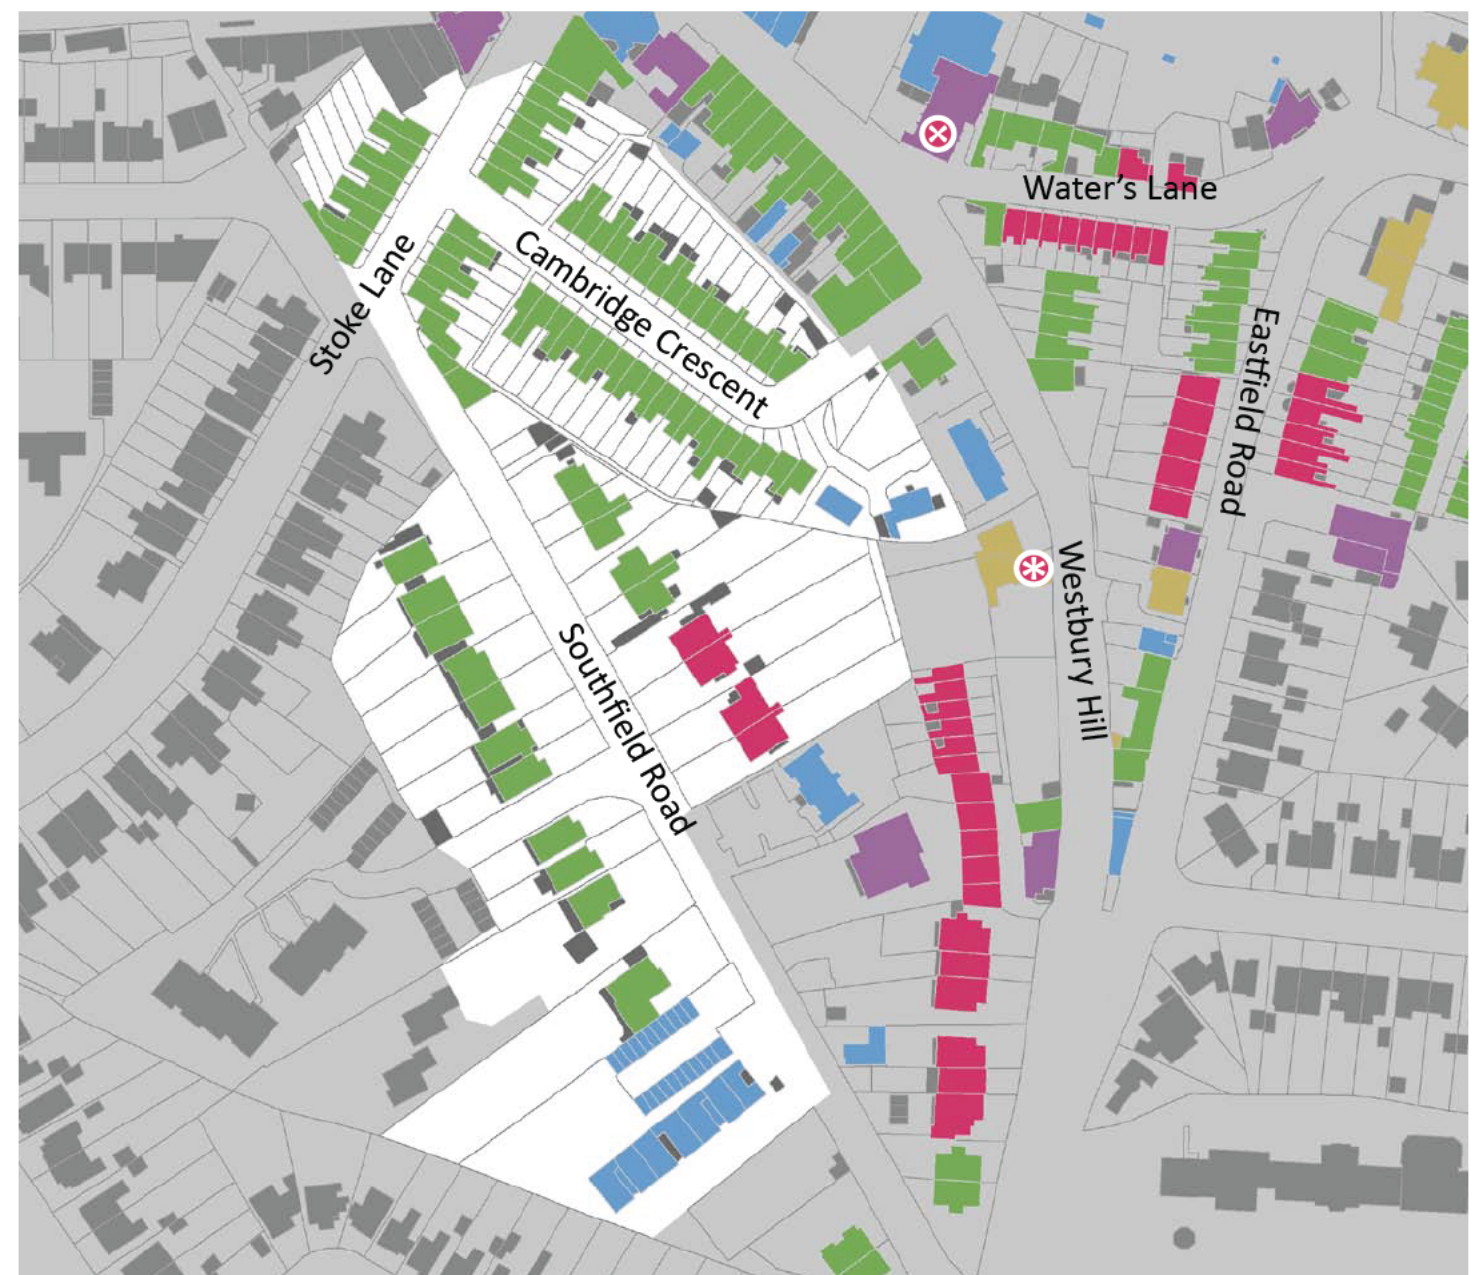 Water's Lane
Cambridge Crescent
Stoke Lane
Eastfield Road
Westbury Hill
Southfield Road